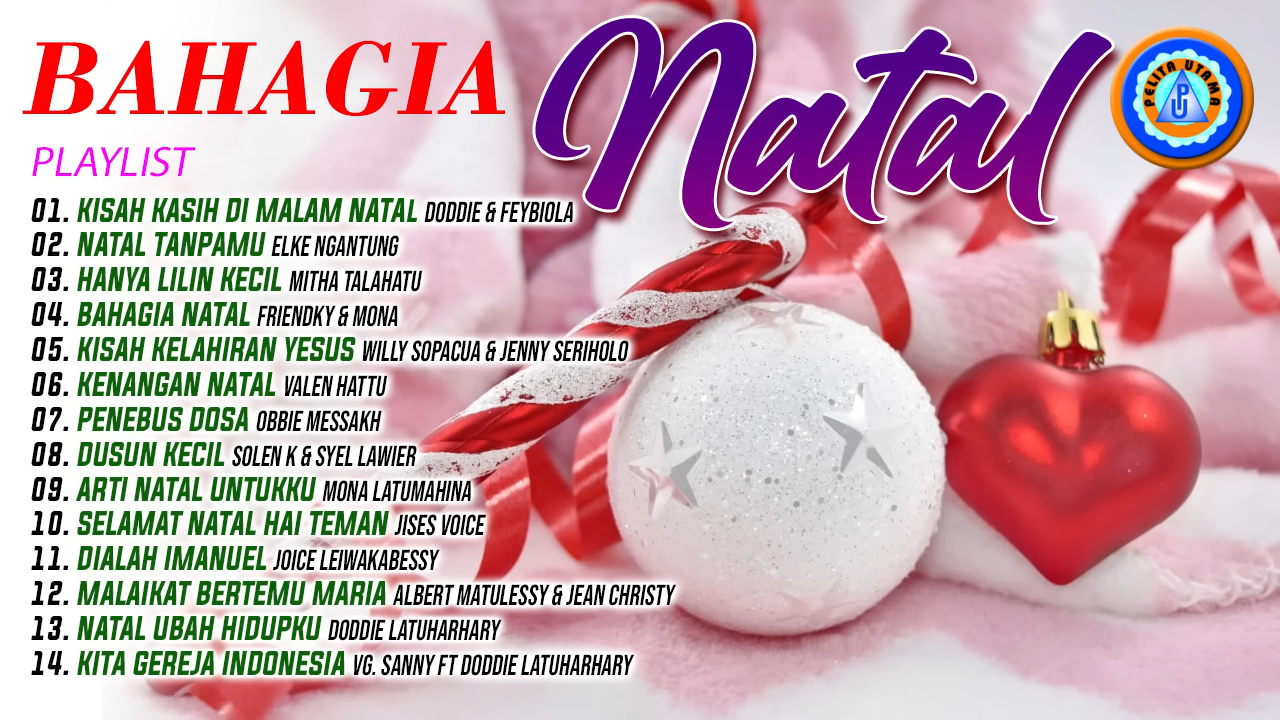 BAHAGIA
Natal
PELITA UTAMA
PU
PLAYLIST
01. KISAH KASIH DI MALAM NATAL DODDIE & FEYBIOLA
02. NATAL TANPAMU ELKE NGANTUNG
03. HANYA LILIN KECIL MITHA TALAHATU
04. BAHAGIA NATAL FRIENDKY & MONA
05. KISAH KELAHIRAN YESUS WILLY SOPACUA & JENNY SERIHOLO
06. KENANGAN NATAL VALEN HATTU
07. PENEBUS DOSA OBBIE MESSAKH
08. DUSUN KECIL SOLEN K & SYEL LAWIER
09. ARTI NATAL UNTUKKU MONA LATUMAHINA
10. SELAMAT NATAL HAI TEMAN JISES VOICE
11. DIALAH IMANUEL JOICE LEIWAKABESSY
12. MALAIKAT BERTEMU MARIA ALBERT MATULESSY & JEAN CHRISTY
13. NATAL UBAH HIDUPKU DODDIE LATUHARHARY
14. KITA GEREJA INDONESIA VG. SANNY FT DODDIE LATUHARHARY